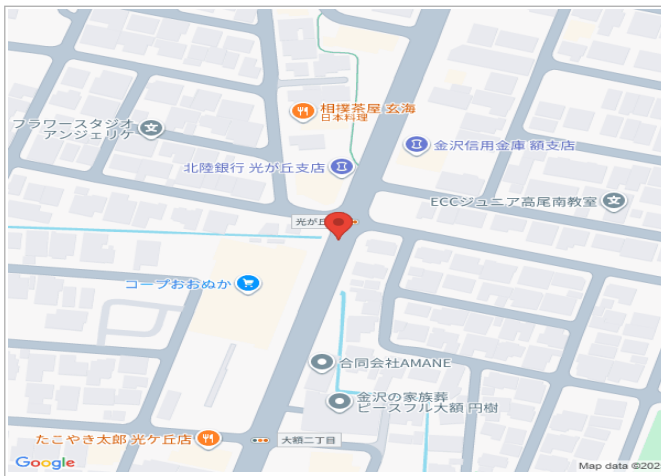 相撲茶屋 玄海
日本料理
フラワースタジオ
アンジェリケ
金沢信用金庫 額支店
北陸銀行 光が丘支店
ECCジュニア高尾南教室
光が丘
コープおおぬか
合同会社AMANE
金沢の家族葬
ピースフル大額 円樹
たこやき太郎 光ケ丘店
大額二丁目
Google
Map data ©202